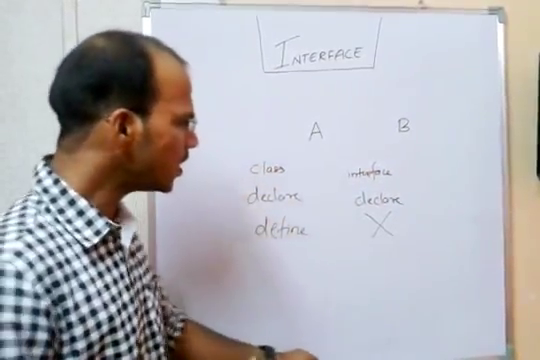 INTERFACE
A B
class interface
declare declare
define X